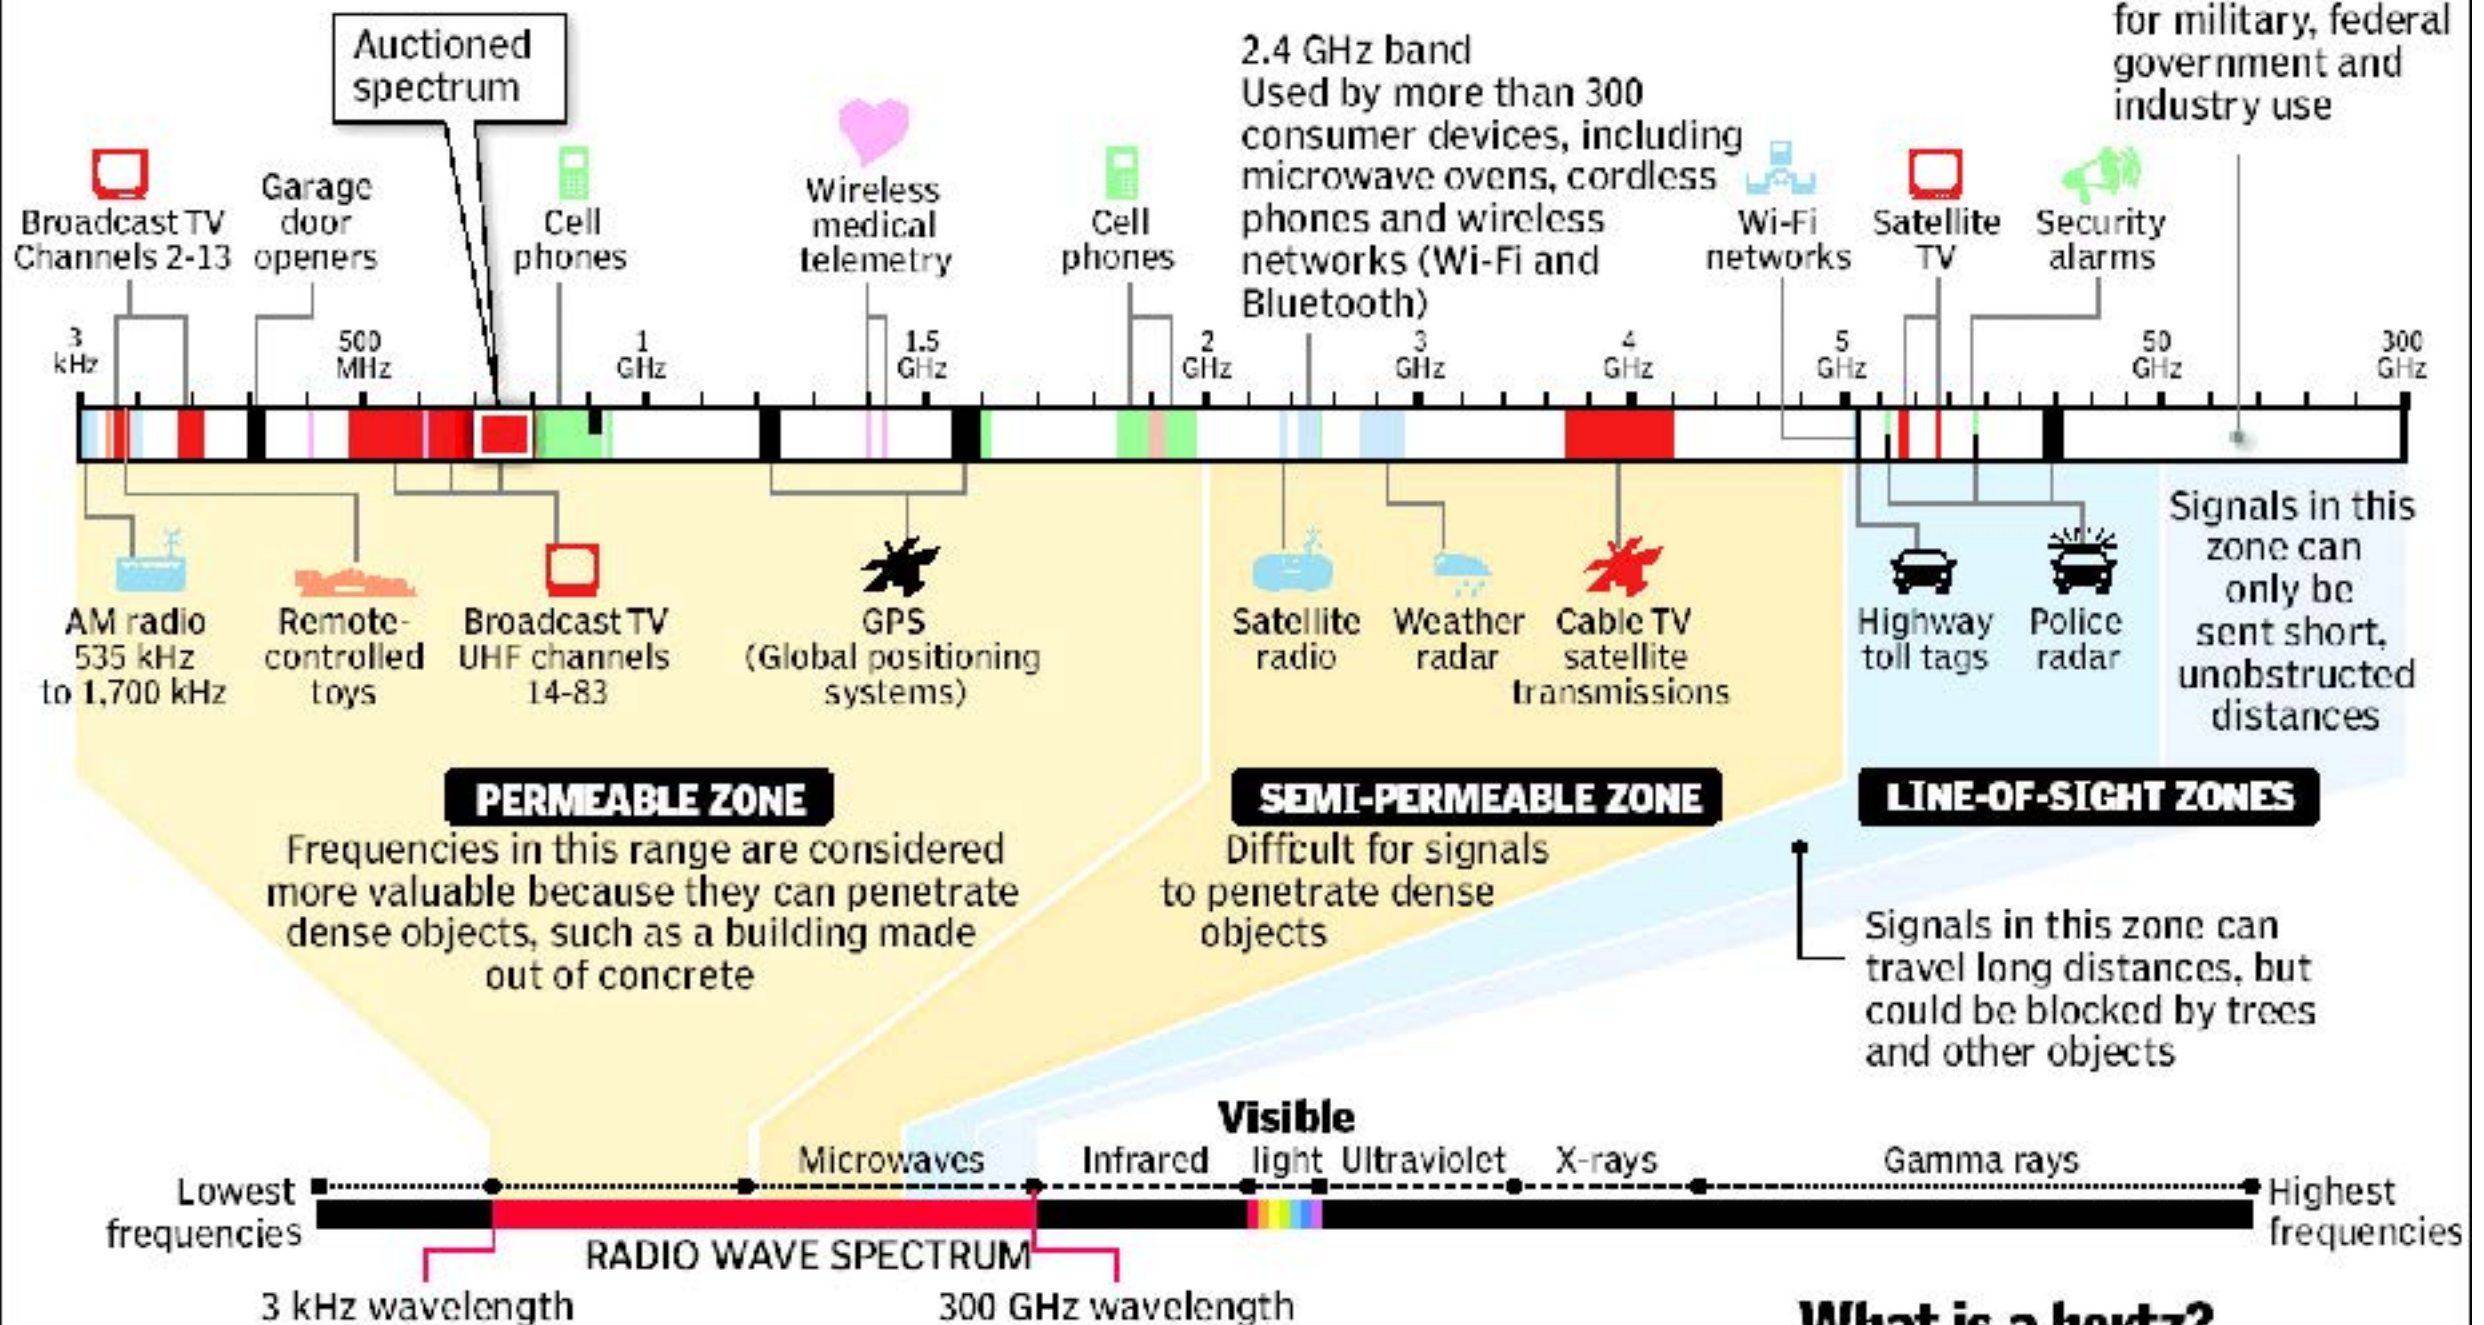 Auctioned
spectrum
2.4 GHz band
Used by more than 300
consumer devices, including
microwave ovens, cordless
phones and wireless
networks (Wi-Fi and
Bluetooth)
for military, federal
government and
industry use
Broadcast TV
Channels 2-13
Garage
door
openers
Cell
phones
Wireless
medical
telemetry
Cell
phones
Wi-Fi
networks
Satellite
TV
Security
alarms
3
kHz
500
MHz
1
GHz
1.5
GHz
2
GHz
3
GHz
4
GHz
5
GHz
50
GHz
300
GHz
AM radio
535 kHz
to 1,700 kHz
Remote-
controlled
toys
Broadcast TV
UHF channels
14-83
GPS
(Global positioning
systems)
Satellite
radio
Weather
radar
Cable TV
satellite
transmissions
Highway
toll tags
Police
radar
Signals in this
zone can
only be
sent short,
unobstructed
distances
PERMEABLE ZONE
Frequencies in this range are considered
more valuable because they can penetrate
dense objects, such as a building made
out of concrete
SEMI-PERMEABLE ZONE
Difficult for signals
to penetrate dense
objects
LINE-OF-SIGHT ZONES
Signals in this zone can
travel long distances, but
could be blocked by trees
and other objects
Lowest
frequencies
Microwaves
Infrared
Visible
light
Ultraviolet
X-rays
Gamma rays
Highest
frequencies
RADIO WAVE SPECTRUM
3 kHz wavelength
300 GHz wavelength
What is a hertz?